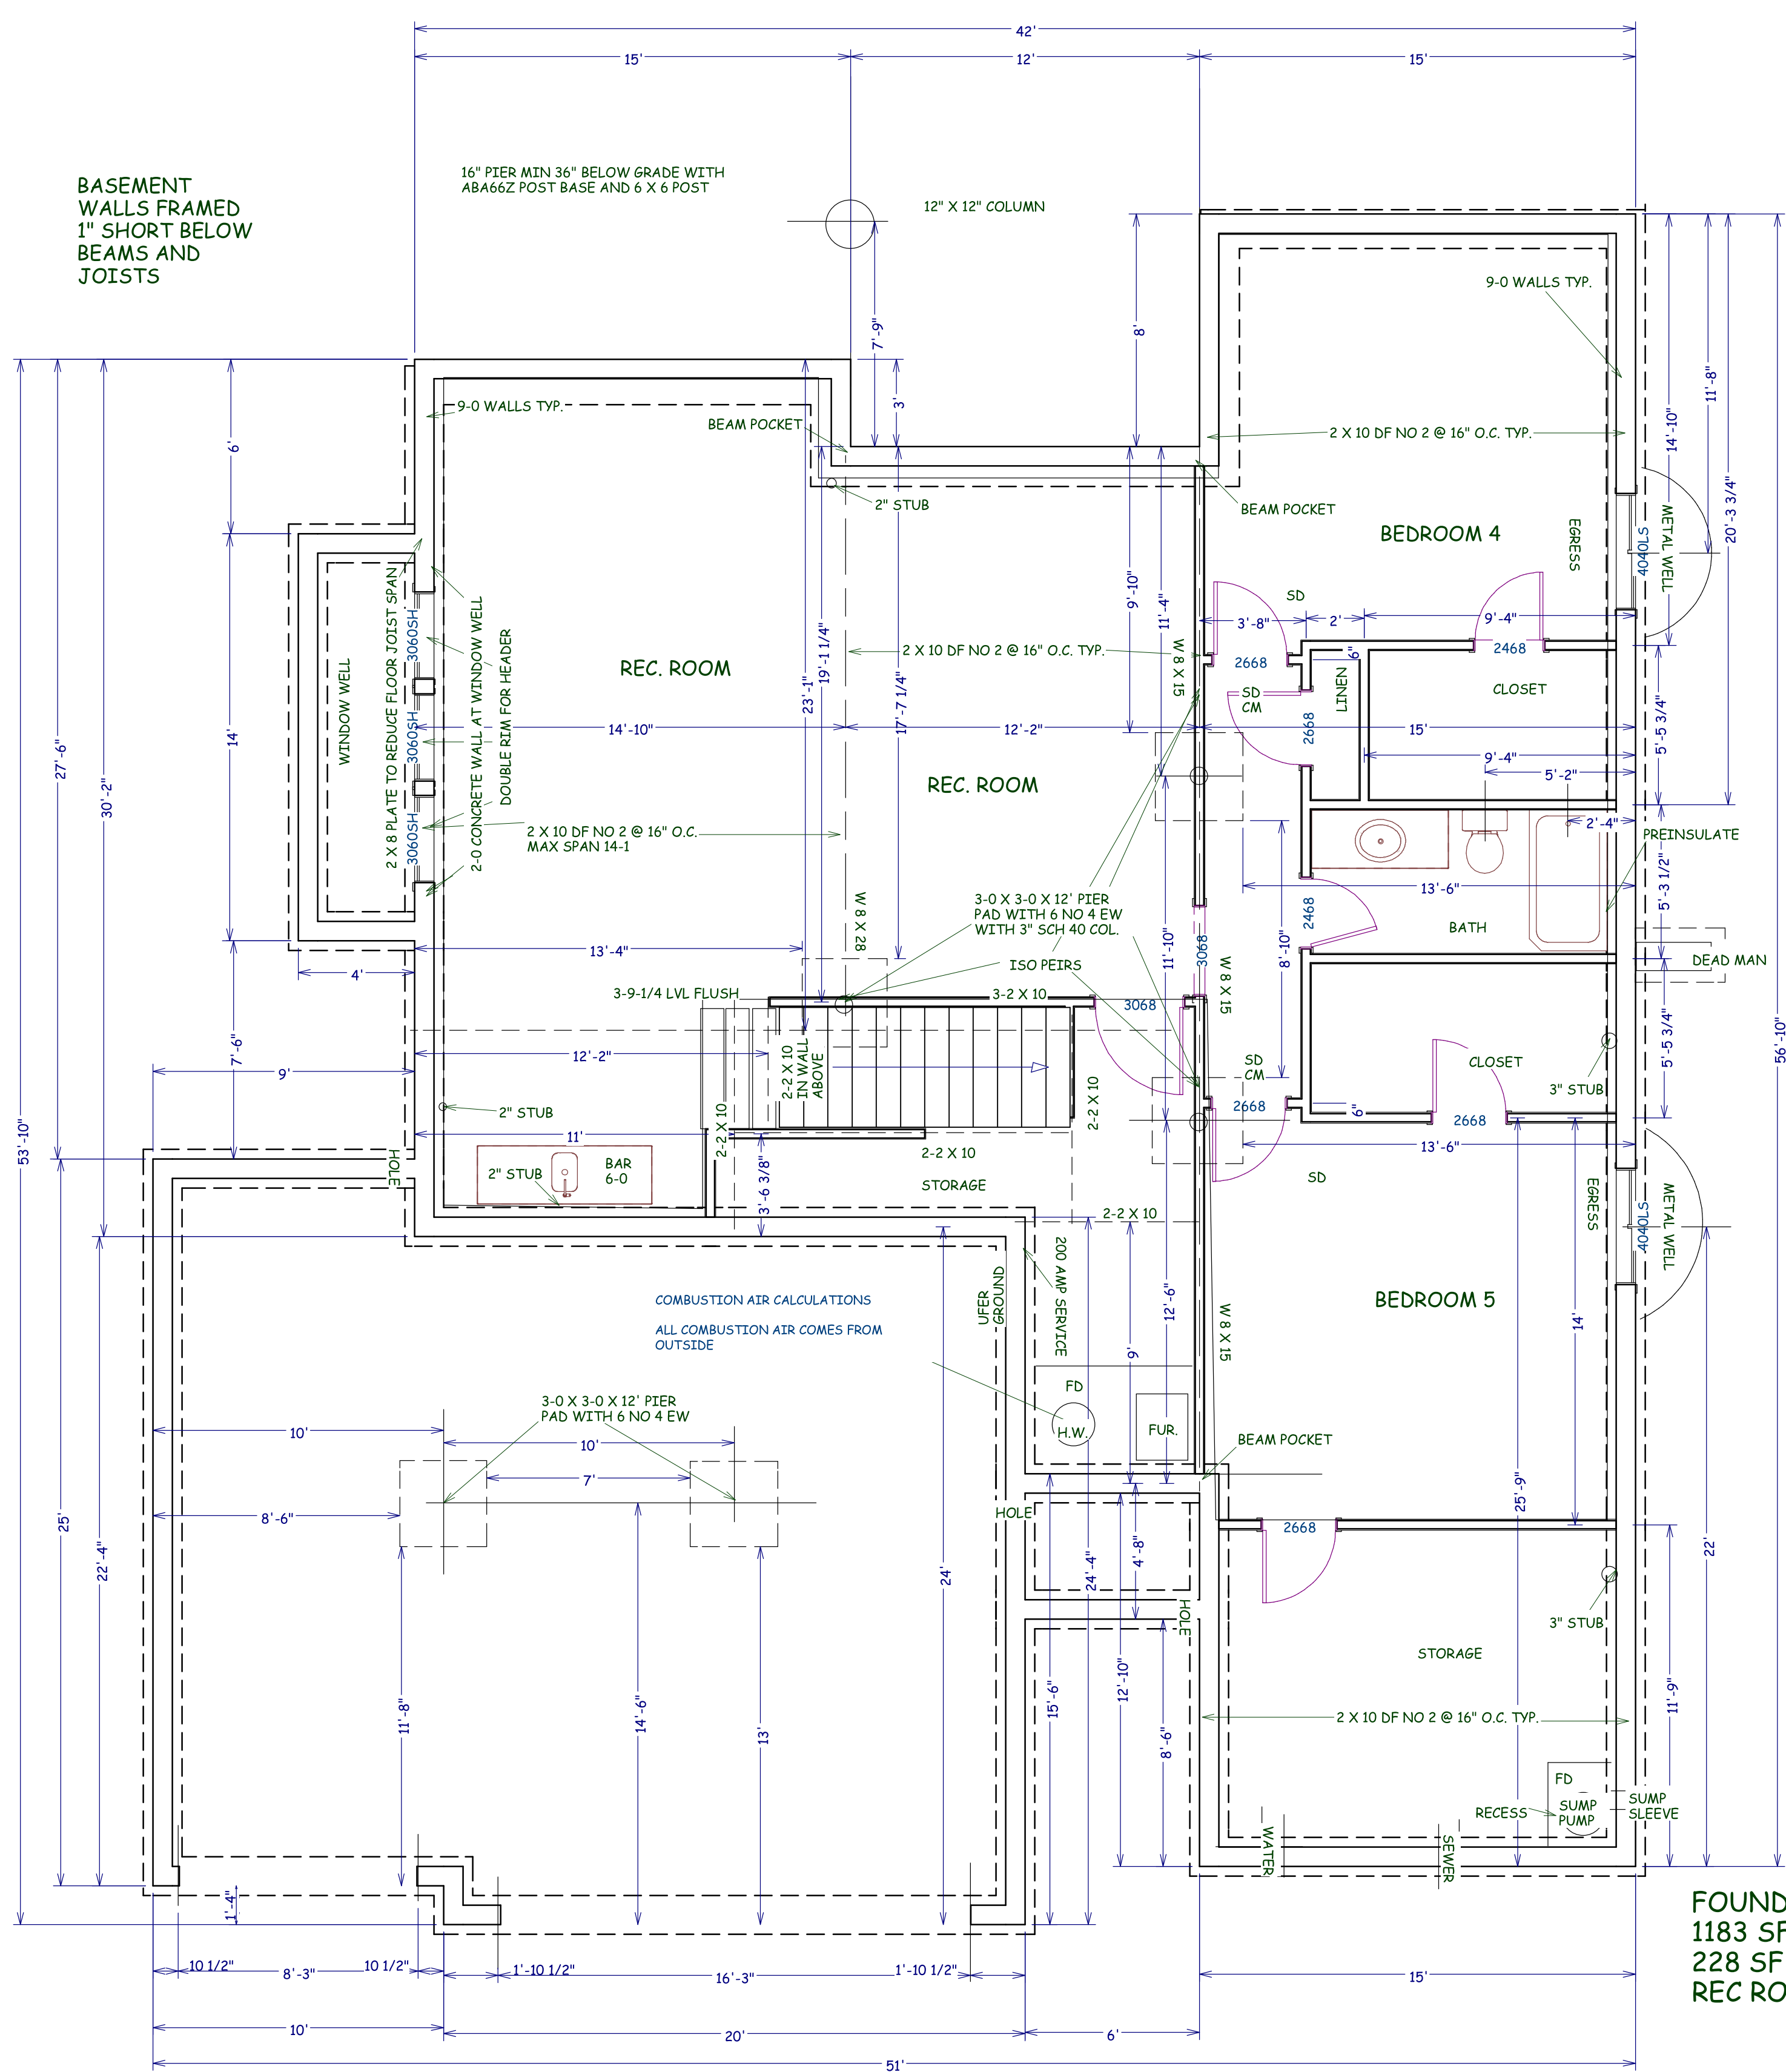 42'
15'
12'
15'
BASEMENT
WALLS FRAMED
1" SHORT BELOW
BEAMS AND
JOISTS
16" PIER MIN 36" BELOW GRADE WITH
ABA66Z POST BASE AND 6 X 6 POST
12" X 12" COLUMN
7'-9"
8'
3'
6'
9-0 WALLS TYP.
BEAM POCKET
2" STUB
9-0 WALLS TYP.
2 X 10 DF NO 2 @ 16" O.C. TYP.
BEAM POCKET
BEDROOM 4
EGRESS
4040LS
METAL WELL
14'-10"
11'-8"
20'-3 3/4"
56'-10"
53'-10"
27'-6"
30'-2"
14'
WINDOW WELL
2 X 8 PLATE TO REDUCE FLOOR JOIST SPAN
3060SH
3060SH
3060SH
2-0 CONCRETE WALL AT WINDOW WELL
DOUBLE RIM FOR HEADER
REC. ROOM
2 X 10 DF NO 2 @ 16" O.C. TYP.
9'-10"
11'-4"
W 8 X 15
SD
3'-8"
2'
9'-4"
2668
6"
2468
SD
CM
LINEN
CLOSET
2668
23'-1"
19'-1 1/4"
17'-7 1/4"
14'-10"
12'-2"
15'
9'-4"
5'-2"
5'-5 3/4"
REC. ROOM
2'-4"
PREINSULATE
2 X 10 DF NO 2 @ 16" O.C.
MAX SPAN 14-1
W 8 X 28
3-0 X 3-0 X 12' PIER
PAD WITH 6 NO 4 EW
WITH 3" SCH 40 COL.
ISO PEIRS
13'-6"
5'-3 1/2"
2468
BATH
3068
8'-10"
11'-10"
W 8 X 15
DEAD MAN
13'-4"
4'
7'-6"
3-9-1/4 LVL FLUSH
3-2 X 10
3068
12'-2"
2-2 X 10
IN WALL
ABOVE
9'
SD
CM
CLOSET
3" STUB
5'-5 3/4"
2" STUB
2-2 X 10
2-2 X 10
2668
6"
2668
11'
13'-6"
HOLE
2" STUB
BAR
6-0
3'-6 3/8"
2-2 X 10
STORAGE
2-2 X 10
SD
EGRESS
4040LS
METAL WELL
UFER
GROUND
200 AMP SERVICE
12'-6"
9'
W 8 X 15
BEDROOM 5
14'
COMBUSTION AIR CALCULATIONS
ALL COMBUSTION AIR COMES FROM
OUTSIDE
FD
H.W.
FUR.
3-0 X 3-0 X 12' PIER
PAD WITH 6 NO 4 EW
10'
10'
7'
8'-6"
BEAM POCKET
HOLE
25'-9"
25'
22'-4"
24'
24'-4"
4'-8"
2668
22'
HOLE
3" STUB
STORAGE
11'-8"
14'-6"
13'
15'-6"
12'-10"
8'-6"
2 X 10 DF NO 2 @ 16" O.C. TYP.
11'-9"
FD
SUMP
PUMP
RECESS
SUMP
SLEEVE
WATER
SEWER
1'-4"
10 1/2"
8'-3"
10 1/2"
1'-10 1/2"
16'-3"
1'-10 1/2"
15'
10'
20'
6'
51'
FOUND
1183 SF
228 SF
REC RO